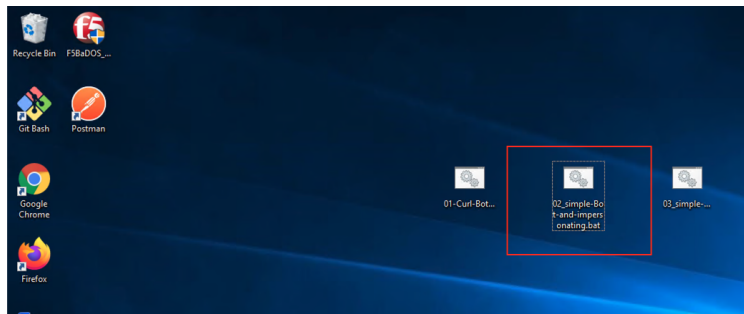 Recycle Bin
F5BaDOS_...
Git Bash
Postman
01-Curl-Bot...
02_simple-Bo
t-and-impers
onating.bat
03_simple-...
Google
Chrome
Firefox